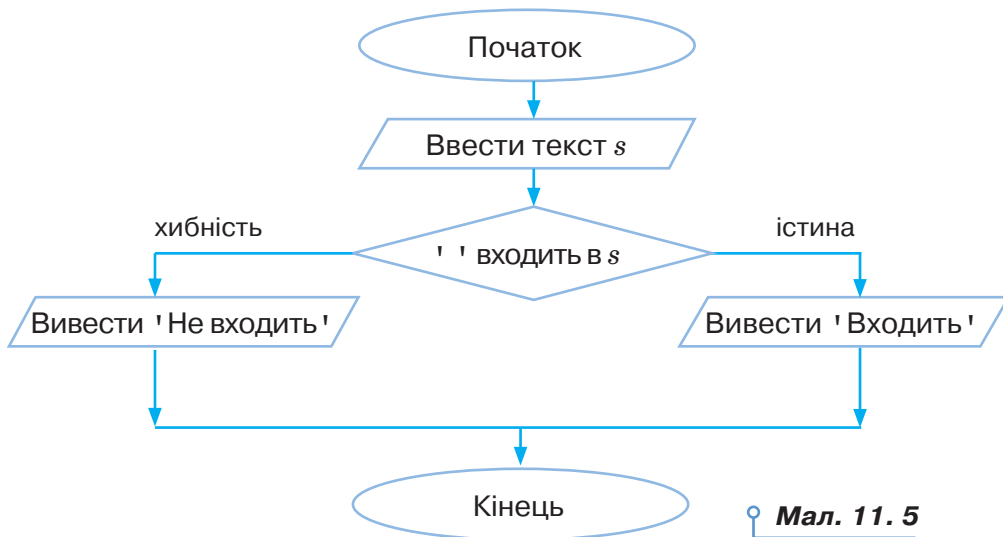 Початок
Ввести текст s
хибність
істина
' ' входить в s
Вивести 'Не входить'
Вивести 'Входить'
Кінець
Мал. 11. 5